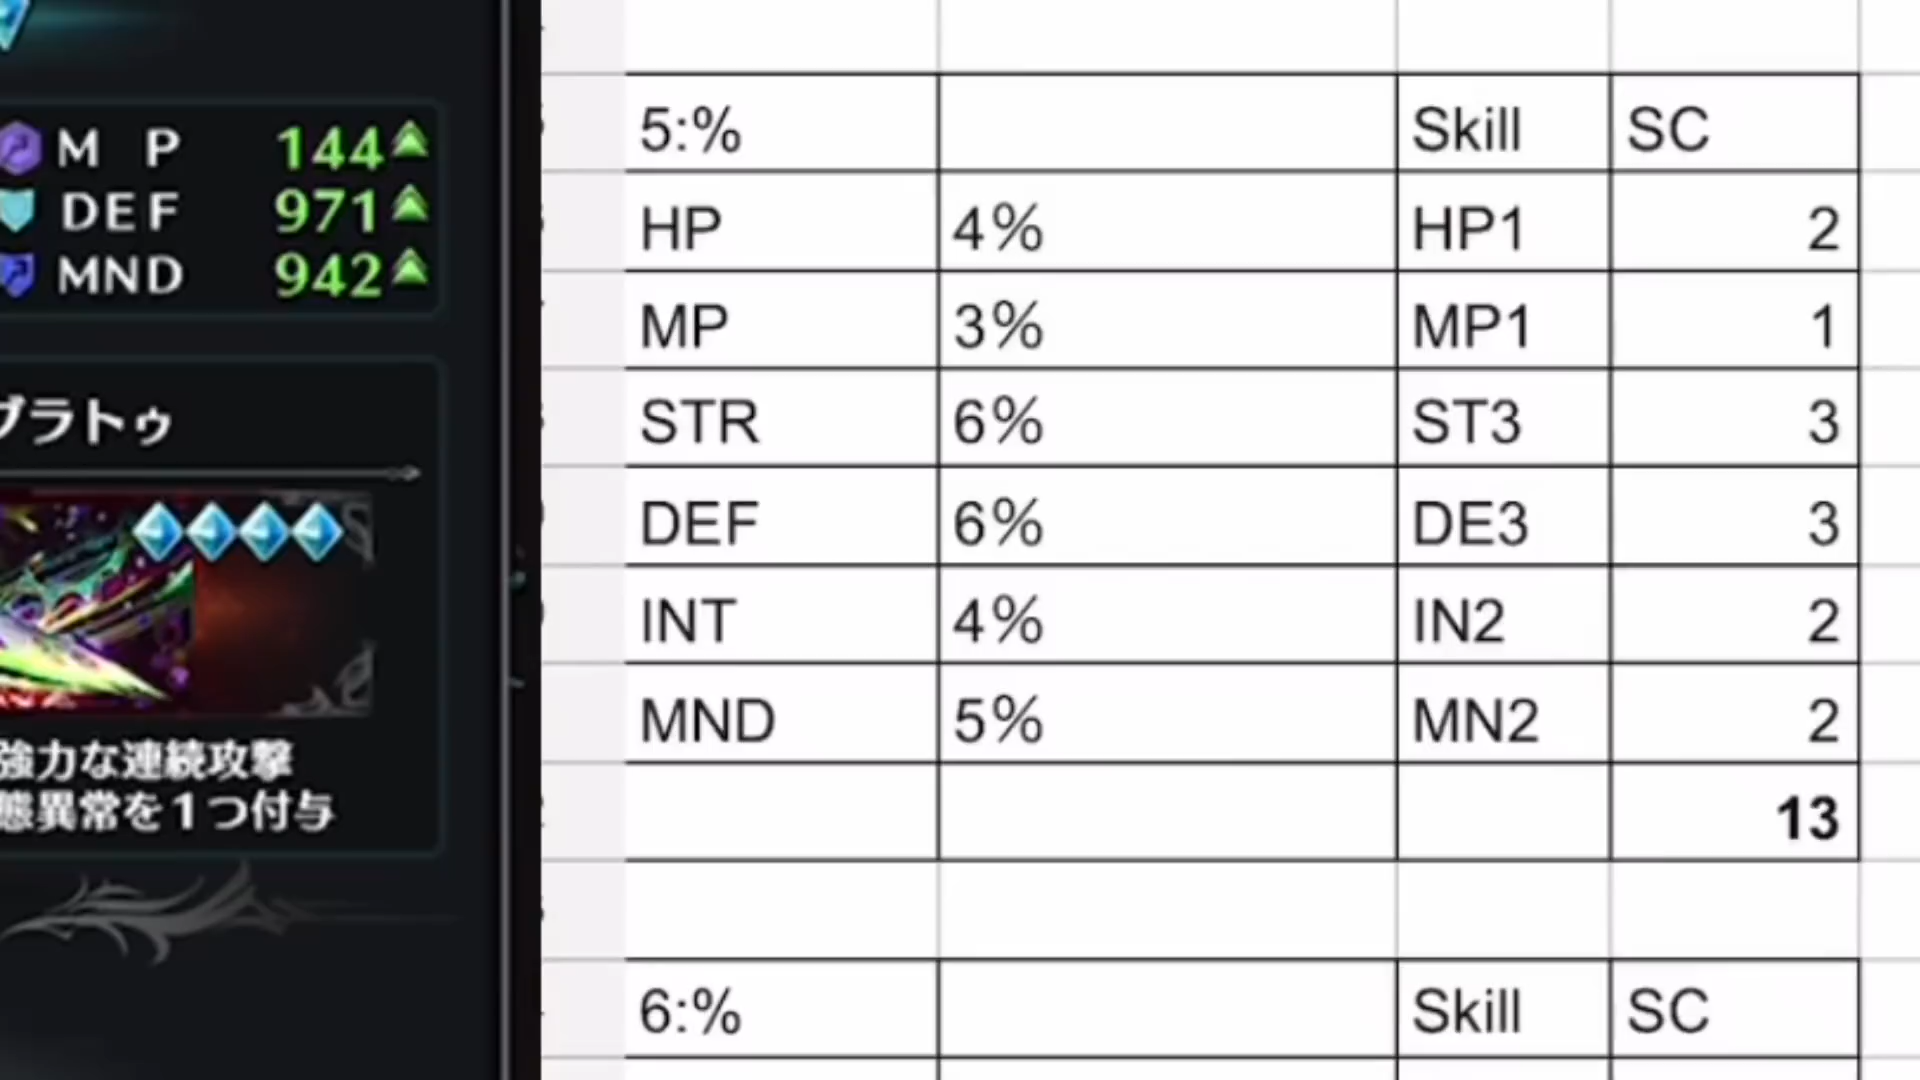 M P 144
DEF 971
MND 942
ブラトゥ
強力な連続攻撃
態異常を1つ付与
5:% Skill SC
HP 4% HP1 2
MP 3% MP1 1
STR 6% ST3 3
DEF 6% DE3 3
INT 4% IN2 2
MND 5% MN2 2
13
6:% Skill SC